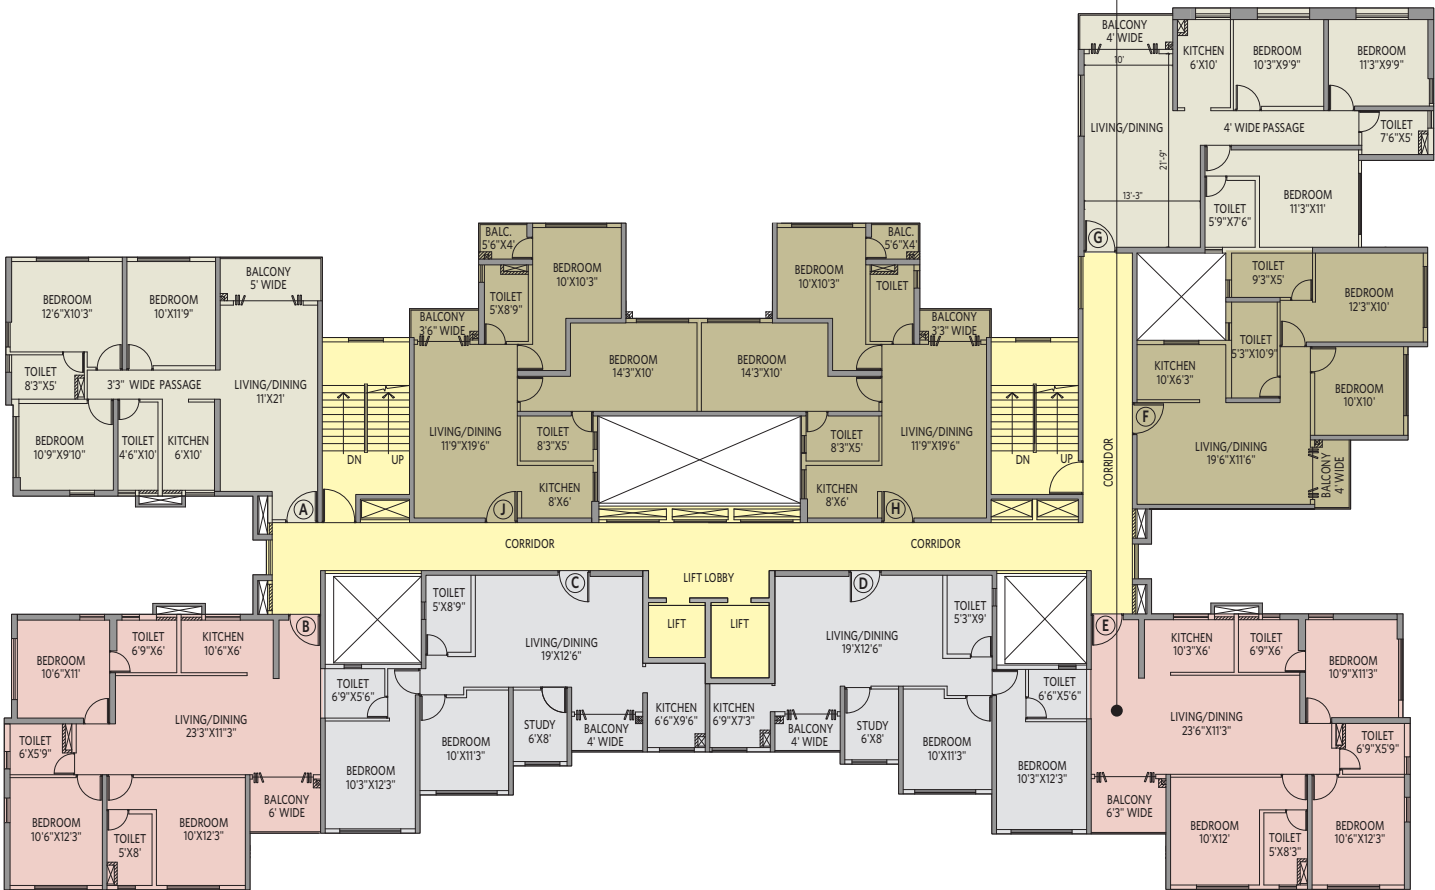 BALCONY
4' WIDE
10'
KITCHEN
6'X10'
BEDROOM
10'3"X9'9"
BEDROOM
11'3"X9'9"
LIVING/DINING
4' WIDE PASSAGE
TOILET
7'6"X5'
21'-9"
13'-3"
TOILET
5'9"X7'6"
BEDROOM
11'3"X11'
G
BALC.
5'6"X4'
BEDROOM
10'X10'3"
TOILET
5'X8'9"
BALCONY
3'6" WIDE
BEDROOM
14'3"X10'
BEDROOM
10'X10'3"
BALC.
5'6"X4'
TOILET
BALCONY
3'3" WIDE
BEDROOM
14'3"X10'
BEDROOM
12'6"X10'3"
BEDROOM
10'X11'9"
BALCONY
5' WIDE
TOILET
8'3"X5'
3'3" WIDE PASSAGE
LIVING/DINING
11'X21'
BEDROOM
10'9"X9'10"
TOILET
4'6"X10'
KITCHEN
6'X10'
A
DN
UP
LIVING/DINING
11'9"X19'6"
TOILET
8'3"X5'
KITCHEN
8'X6'
J
TOILET
8'3"X5'
LIVING/DINING
11'9"X19'6"
KITCHEN
8'X6'
H
DN
UP
TOILET
9'3"X5'
BEDROOM
12'3"X10'
TOILET
5'3"X10'9"
KITCHEN
10'X6'3"
BEDROOM
10'X10'
F
LIVING/DINING
19'6"X11'6"
BALCONY
4' WIDE
CORRIDOR
CORRIDOR
CORRIDOR
LIFT LOBBY
LIFT
LIFT
B
BEDROOM
10'6"X11'
TOILET
6'9"X6'
KITCHEN
10'6"X6'
LIVING/DINING
23'3"X11'3"
TOILET
6'X5'9"
BEDROOM
10'6"X12'3"
TOILET
5'X8'
BEDROOM
10'X12'3"
BALCONY
6' WIDE
C
TOILET
5'X8'9"
LIVING/DINING
19'X12'6"
TOILET
6'9"X5'6"
BEDROOM
10'3"X12'3"
BEDROOM
10'X11'3"
STUDY
6'X8'
BALCONY
4' WIDE
KITCHEN
6'6"X9'6"
D
TOILET
5'3"X9'
LIVING/DINING
19'X12'6"
KITCHEN
6'9"X7'3"
BALCONY
4' WIDE
STUDY
6'X8'
BEDROOM
10'X11'3"
TOILET
6'6"X5'6"
BEDROOM
10'3"X12'3"
E
KITCHEN
10'3"X6'
TOILET
6'9"X6'
BEDROOM
10'9"X11'3"
LIVING/DINING
23'6"X11'3"
TOILET
6'9"X5'9"
BALCONY
6'3" WIDE
BEDROOM
10'X12'
TOILET
5'X8'3"
BEDROOM
10'6"X12'3"